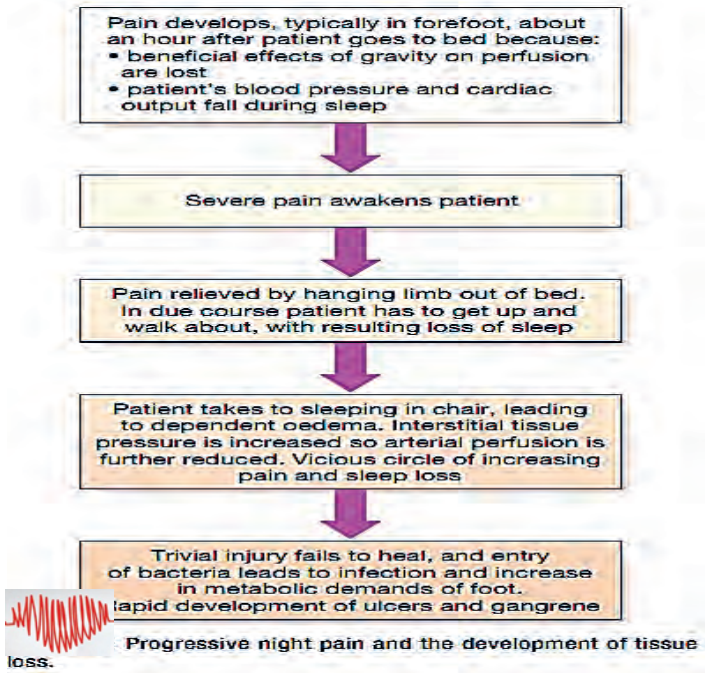 Pain develops, typically in forefoot, about
an hour after patient goes to bed because:
• beneficial effects of gravity on perfusion
are lost
• patient's blood pressure and cardiac
output fall during sleep
Severe pain awakens patient
Pain relieved by hanging limb out of bed.
In due course patient has to get up and
walk about, with resulting loss of sleep
Patient takes to sleeping in chair, leading
to dependent oedema. Interstitial tissue
pressure is increased so arterial perfusion is
further reduced. Vicious circle of increasing
pain and sleep loss
Trivial injury fails to heal, and entry
of bacteria leads to infection and increase
in metabolic demands of foot.
Rapid development of ulcers and gangrene
Progressive night pain and the development of tissue
loss.